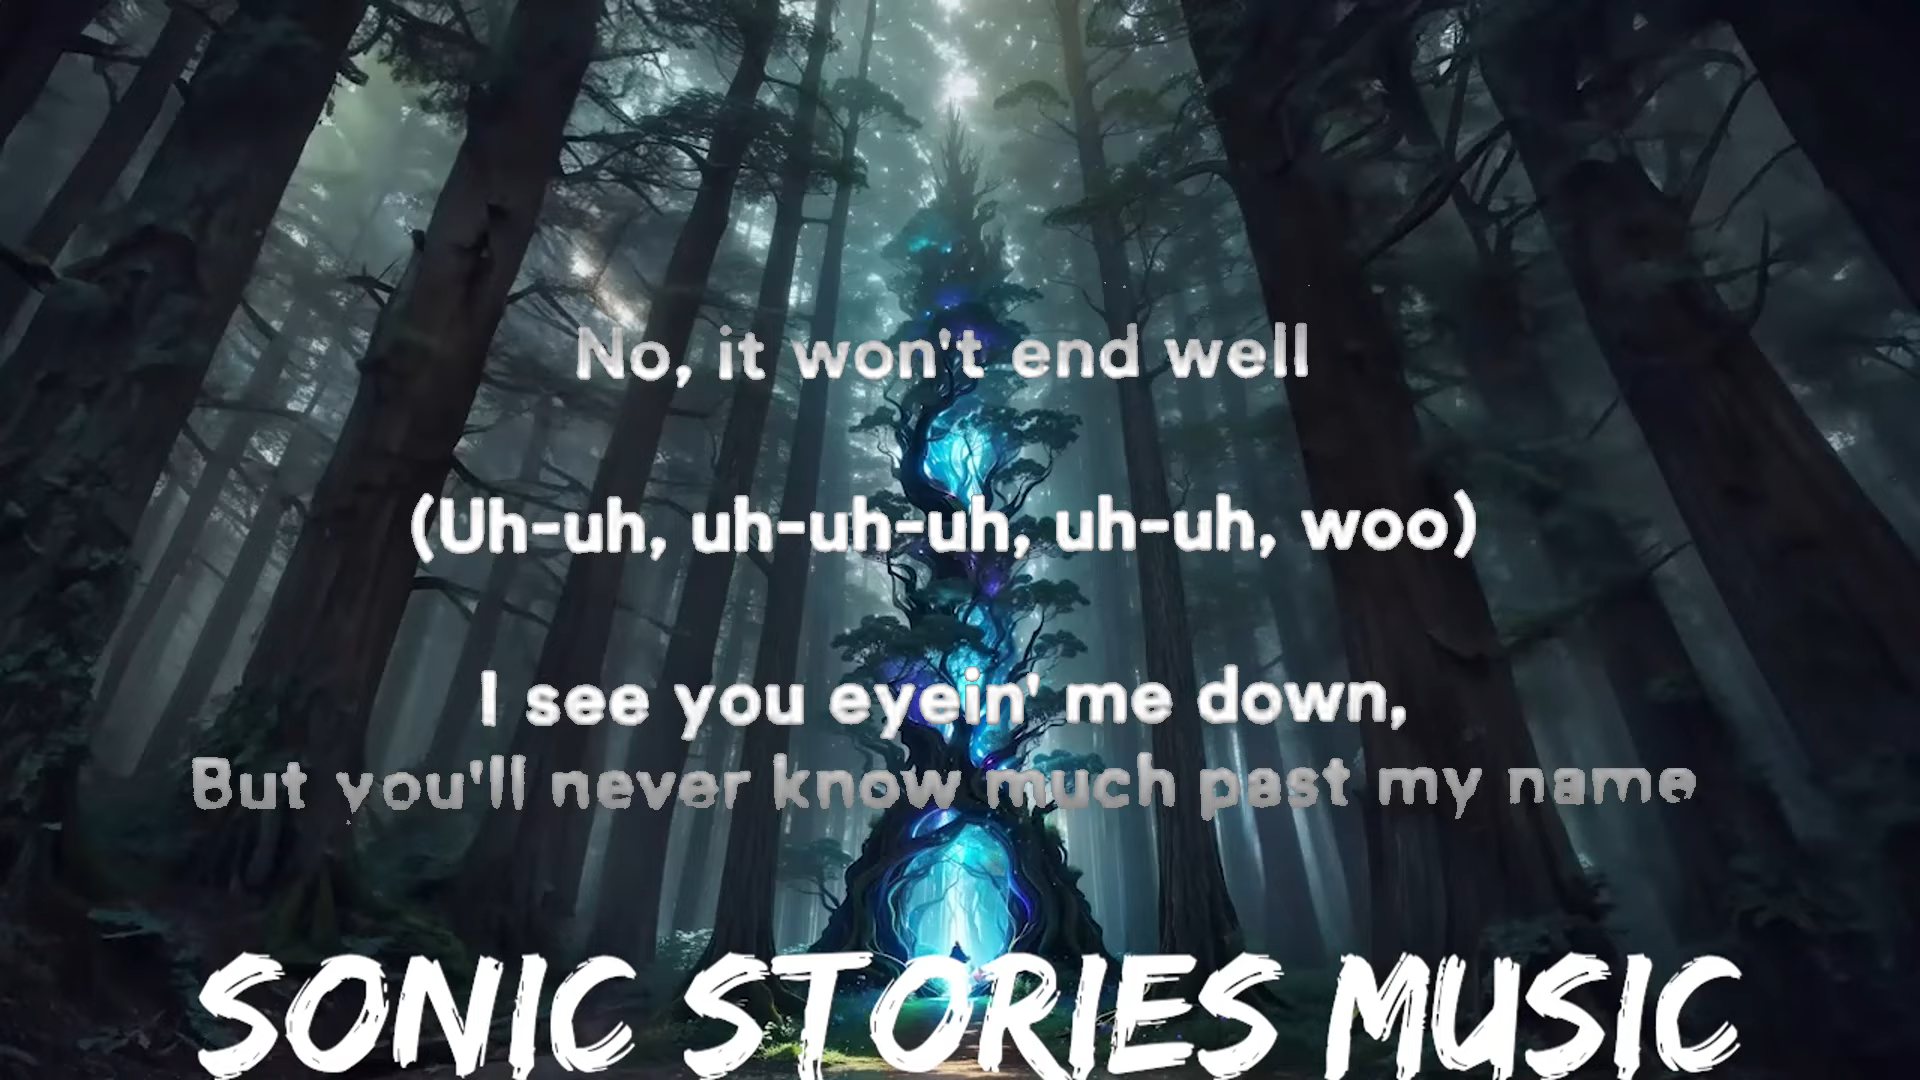 No, it won't end well
(Uh-uh, uh-uh-uh, uh-uh, woo)
I see you eyein' me down,
But you'll never know much past my name
SONIC STORIES MUSIC